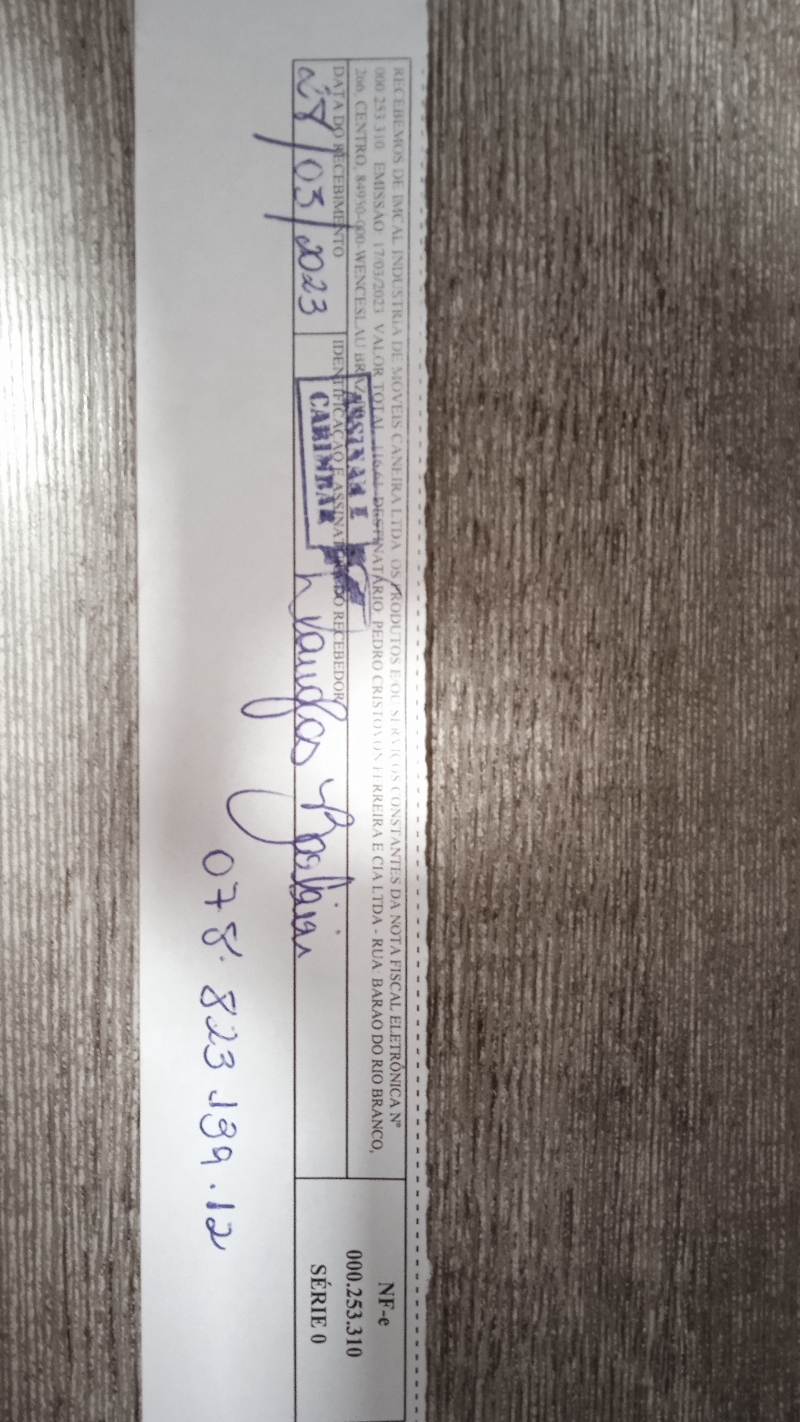 RECEBEMOS DE IMCAL INDUSTRIA DE MOVEIS CANEIRA LTDA OS PRODUTOS E/OU SERVIÇOS CONSTANTES DA NOTA FISCAL ELETRÔNICA Nº
000.253.310 EMISSÃO: 17/03/2023 VALOR TOTAL: DESTINATÁRIO: PEDRO CRISTOVON FERREIRA E CIA LTDA - RUA: BARAO DO RIO BRANCO,
266, CENTRO, 84950-000-WENCESLAU BRAZ
DATA DO RECEBIMENTO
IDENTIFICAÇÃO E ASSINATURA DO RECEBEDOR
ASSINAR E
CARIMBAR
/03/2023
078.823.139.12
NF-e
000.253.310
SÉRIE 0